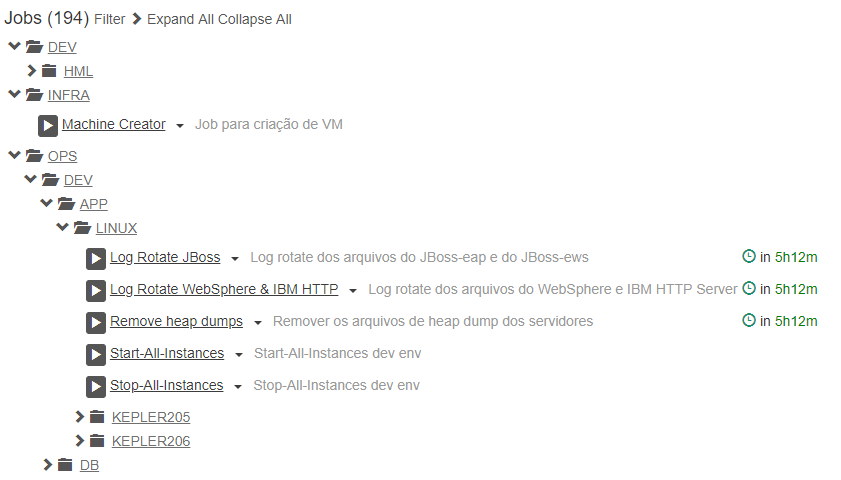 Jobs (194) Filter Expand All Collapse All
DEV
HML
INFRA
Machine Creator Job para criação de VM
OPS
DEV
APP
LINUX
Log Rotate JBoss Log rotate dos arquivos do JBoss-eap e do JBoss-ews in 5h12m
Log Rotate WebSphere & IBM HTTP Log rotate dos arquivos do WebSphere e IBM HTTP Server in 5h12m
Remove heap dumps Remover os arquivos de heap dump dos servidores in 5h12m
Start-All-Instances Start-All-Instances dev env
Stop-All-Instances Stop-All-Instances dev env
KEPLER205
KEPLER206
DB